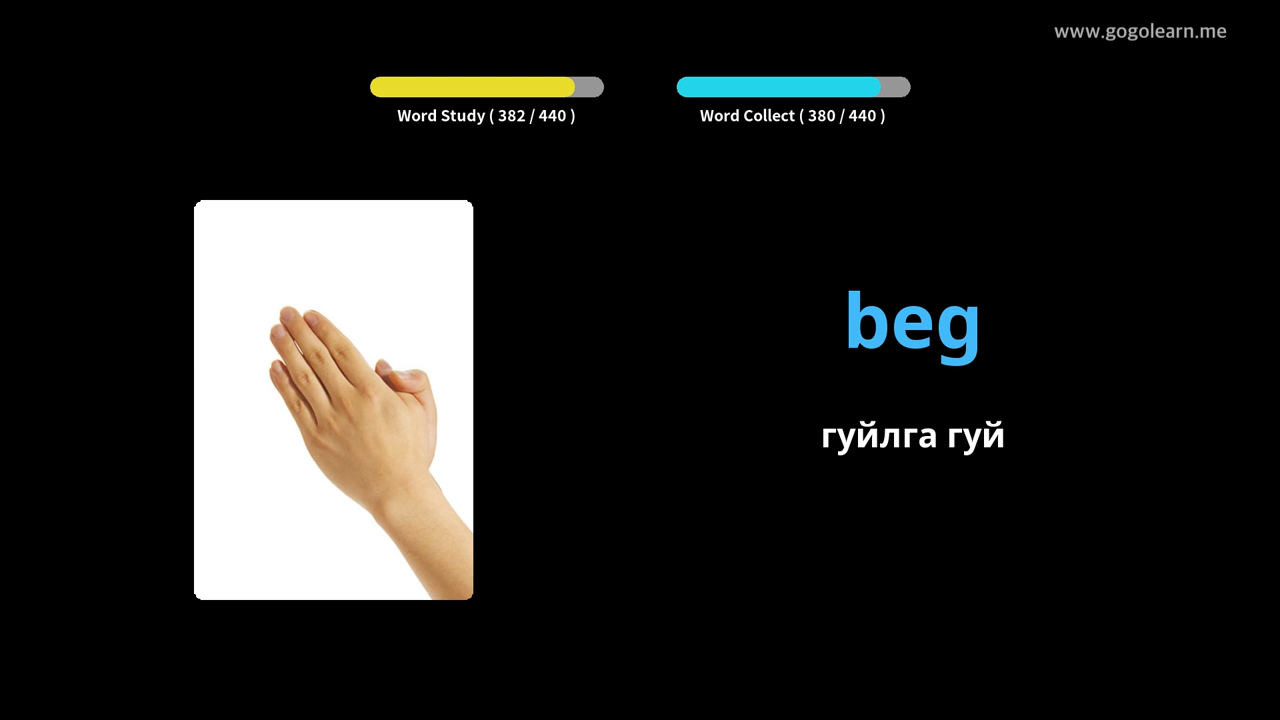 www.gogolearn.me
Word Study ( 382 / 440 )
Word Collect ( 380 / 440 )
beg
гуйлга гуй